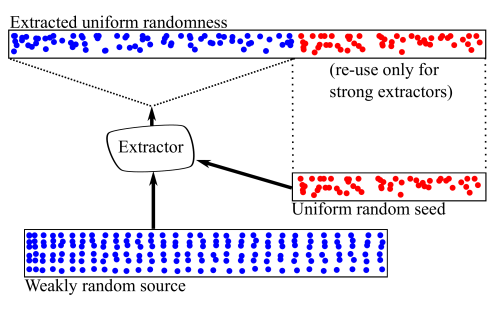 Extracted uniform randomness
(re-use only for
strong extractors)
Extractor
Uniform random seed
Weakly random source